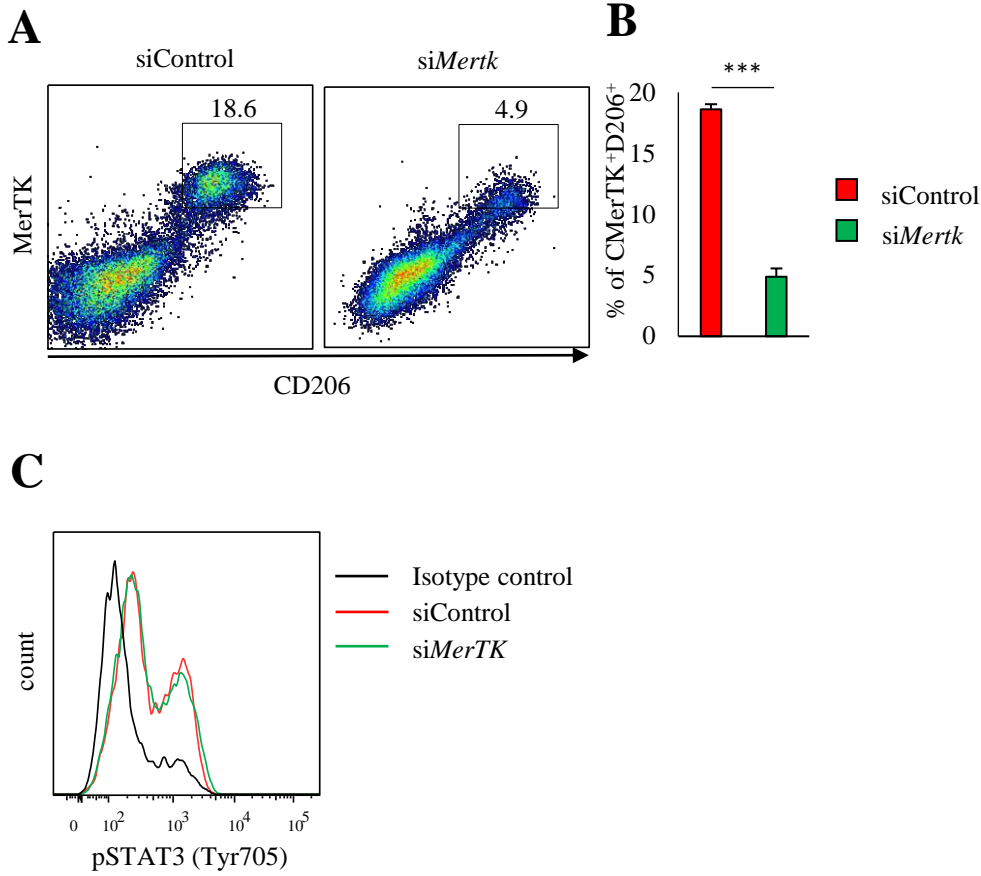 A
siControl
siMertk
18.6
4.9
MerTK
CD206
B
***
% of CMerTK+D206+
20
15
10
5
0
siControl
siMertk
C
count
0
10²
10³
10⁴
10⁵
pSTAT3 (Tyr705)
Isotype control
siControl
siMerTK